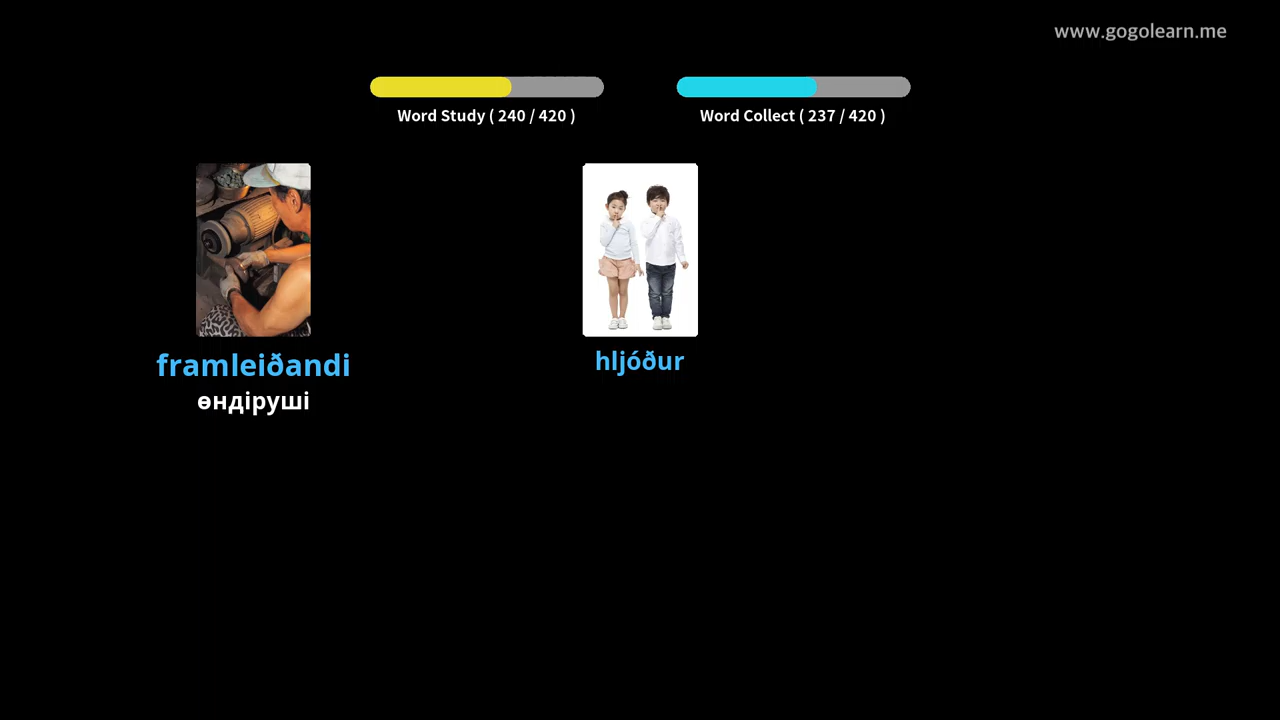 www.gogolearn.me
Word Study ( 240 / 420 )
Word Collect ( 237 / 420 )
framleiðandi
өндіруші
hljóður